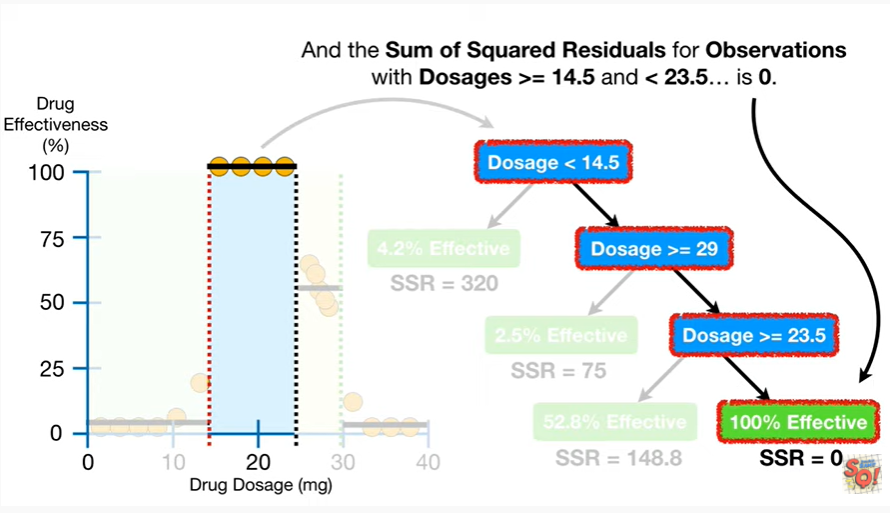 And the Sum of Squared Residuals for Observations
with Dosages >= 14.5 and < 23.5… is 0.
Drug
Effectiveness
(%)
100
75
50
25
0
0
10
20
30
40
Drug Dosage (mg)
Dosage < 14.5
4.2% Effective
SSR = 320
Dosage >= 29
2.5% Effective
SSR = 75
Dosage >= 23.5
52.8% Effective
SSR = 148.8
100% Effective
SSR = 0
SQ!